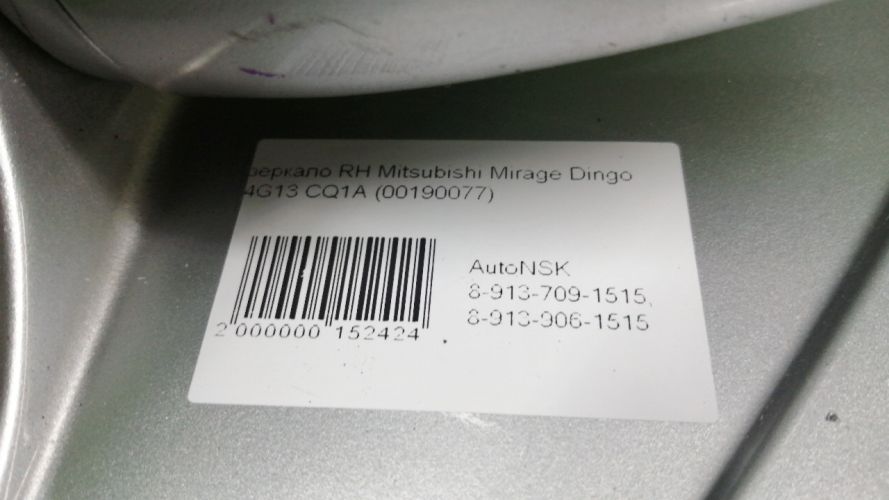 зеркало RH Mitsubishi Mirage Dingo
4G13 CQ1A (00190077)
AutoNSK
8-913-709-1515,
8-913-906-1515
2 000000 152424